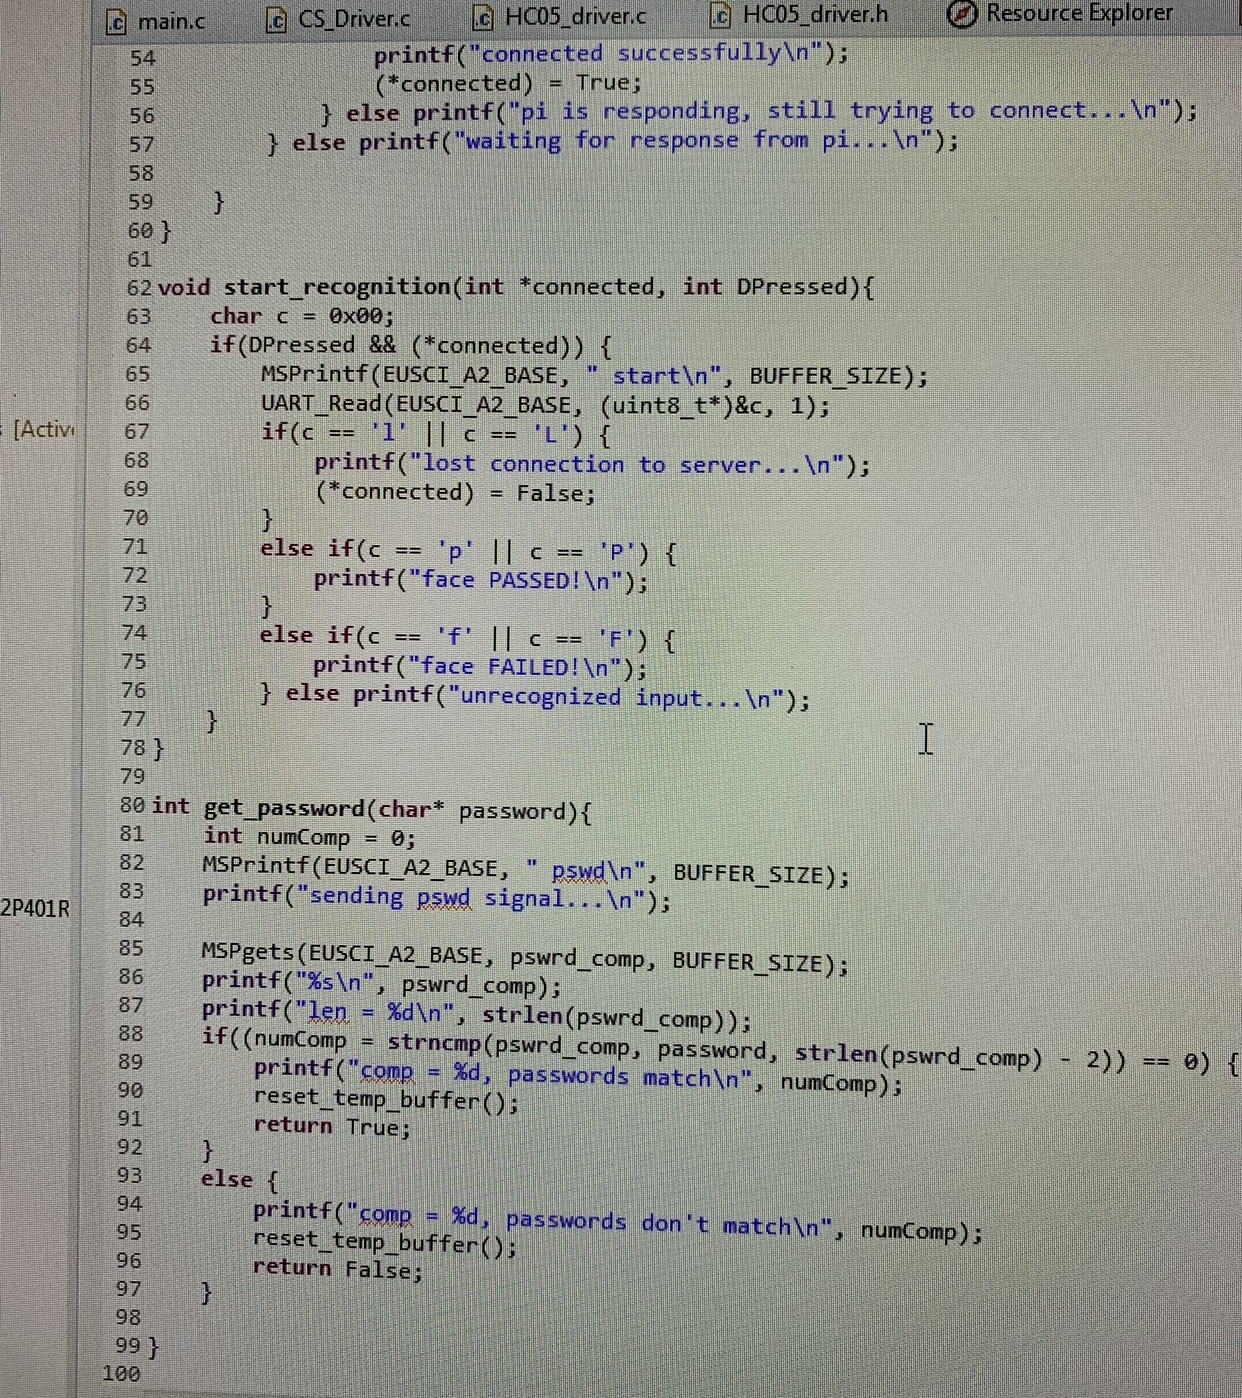 main.c CS_Driver.c HC05_driver.c HC05_driver.h Resource Explorer
54 printf("connected successfully\n");
55 (*connected) = True;
56 } else printf("pi is responding, still trying to connect...\n");
57 } else printf("waiting for response from pi...\n");
58
59 }
60 }
61
62 void start_recognition(int *connected, int DPressed){
63 char c = 0x00;
64 if(DPressed && (*connected)) {
65 MSPrintf(EUSCI_A2_BASE, " start\n", BUFFER_SIZE);
66 UART_Read(EUSCI_A2_BASE, (uint8_t*)&c, 1);
[Activ
67 if(c == 'l' || c == 'L') {
68 printf("lost connection to server...\n");
69 (*connected) = False;
70 }
71 else if(c == 'p' || c == 'P') {
72 printf("face PASSED!\n");
73 }
74 else if(c == 'f' || c == 'F') {
75 printf("face FAILED!\n");
76 } else printf("unrecognized input...\n");
77 }
78 }
79
80 int get_password(char* password){
81 int numComp = 0;
82 MSPrintf(EUSCI_A2_BASE, " pswd\n", BUFFER_SIZE);
83 printf("sending pswd signal...\n");
2P401R
84
85 MSPgets(EUSCI_A2_BASE, pswrd_comp, BUFFER_SIZE);
86 printf("%s\n", pswrd_comp);
87 printf("len = %d\n", strlen(pswrd_comp));
88 if((numComp = strncmp(pswrd_comp, password, strlen(pswrd_comp) - 2)) == 0) {
89 printf("comp = %d, passwords match\n", numComp);
90 reset_temp_buffer();
91 return True;
92 }
93 else {
94 printf("comp = %d, passwords don't match\n", numComp);
95 reset_temp_buffer();
96 return False;
97 }
98
99 }
100